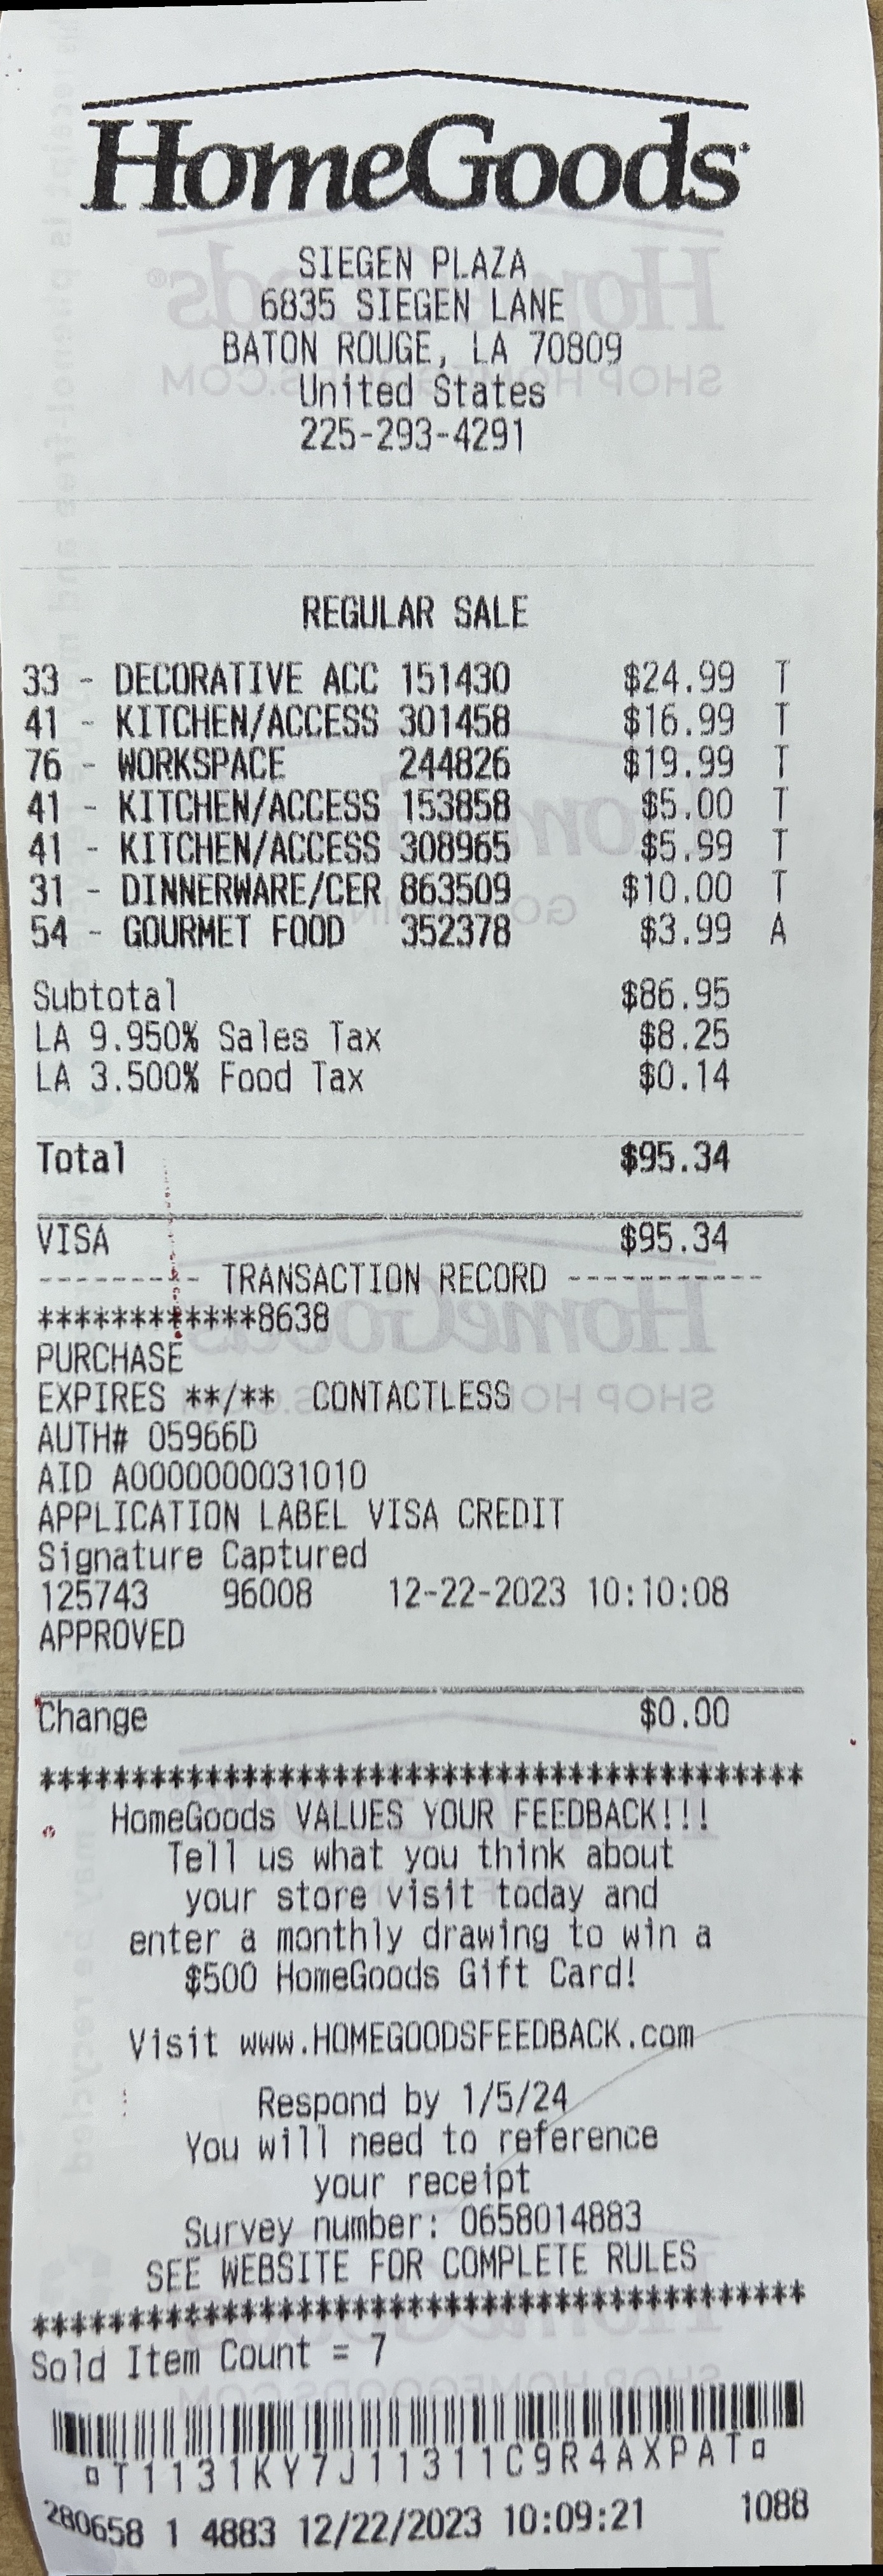 HomeGoods
SIEGEN PLAZA
6835 SIEGEN LANE
BATON ROUGE, LA 70809
United States
225-293-4291
REGULAR SALE
33 - DECORATIVE ACC 151430 $24.99 T
41 - KITCHEN/ACCESS 301458 $16.99 T
76 - WORKSPACE 244826 $19.99 T
41 - KITCHEN/ACCESS 153858 $5.00 T
41 - KITCHEN/ACCESS 308965 $5.99 T
31 - DINNERWARE/CER 863509 $10.00 T
54 - GOURMET FOOD 352378 $3.99 A
Subtotal $86.95
LA 9.950% Sales Tax $8.25
LA 3.500% Food Tax $0.14
Total $95.34
VISA $95.34
--------- TRANSACTION RECORD -----------
************8638
PURCHASE
EXPIRES **/** CONTACTLESS
AUTH# 05966D
AID A0000000031010
APPLICATION LABEL VISA CREDIT
Signature Captured
125743 96008 12-22-2023 10:10:08
APPROVED
Change $0.00
******************************************
HomeGoods VALUES YOUR FEEDBACK!!!
Tell us what you think about
your store visit today and
enter a monthly drawing to win a
$500 HomeGoods Gift Card!
Visit www.HOMEGOODSFEEDBACK.com
Respond by 1/5/24
You will need to reference
your receipt
Survey number: 0658014883
SEE WEBSITE FOR COMPLETE RULES
******************************************
Sold Item Count = 7
¤T1131KY7J11311C9R4AXPAT¤
280658 1 4883 12/22/2023 10:09:21 1088